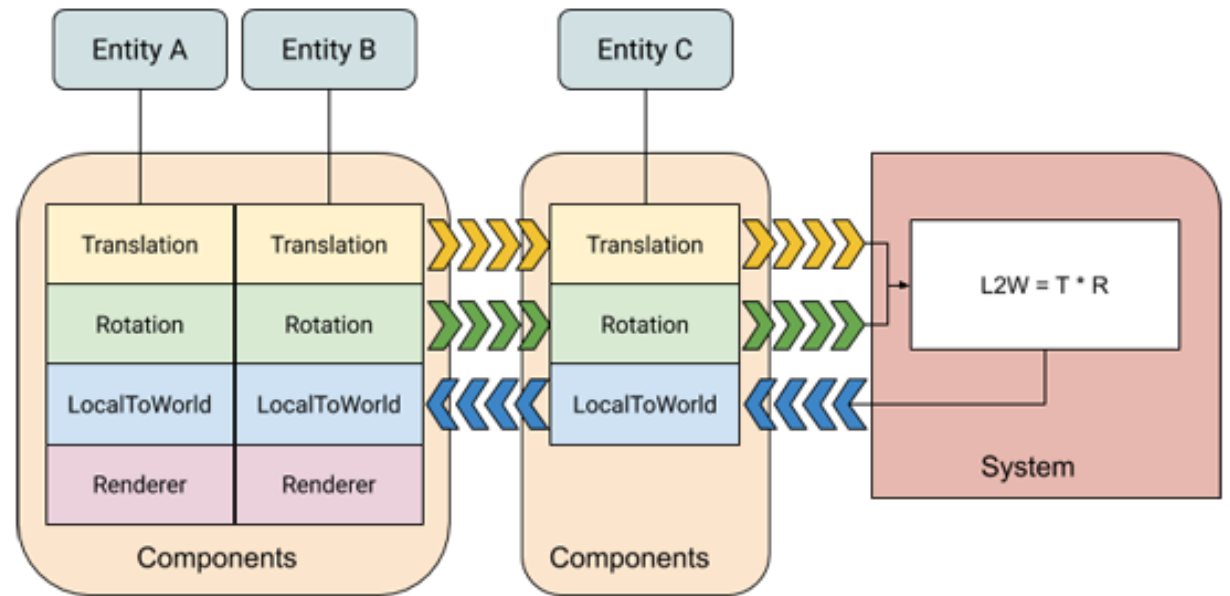 Entity A
Entity B
Entity C
Translation
Translation
Translation
L2W = T * R
Rotation
Rotation
Rotation
LocalToWorld
LocalToWorld
LocalToWorld
System
Renderer
Renderer
Components
Components